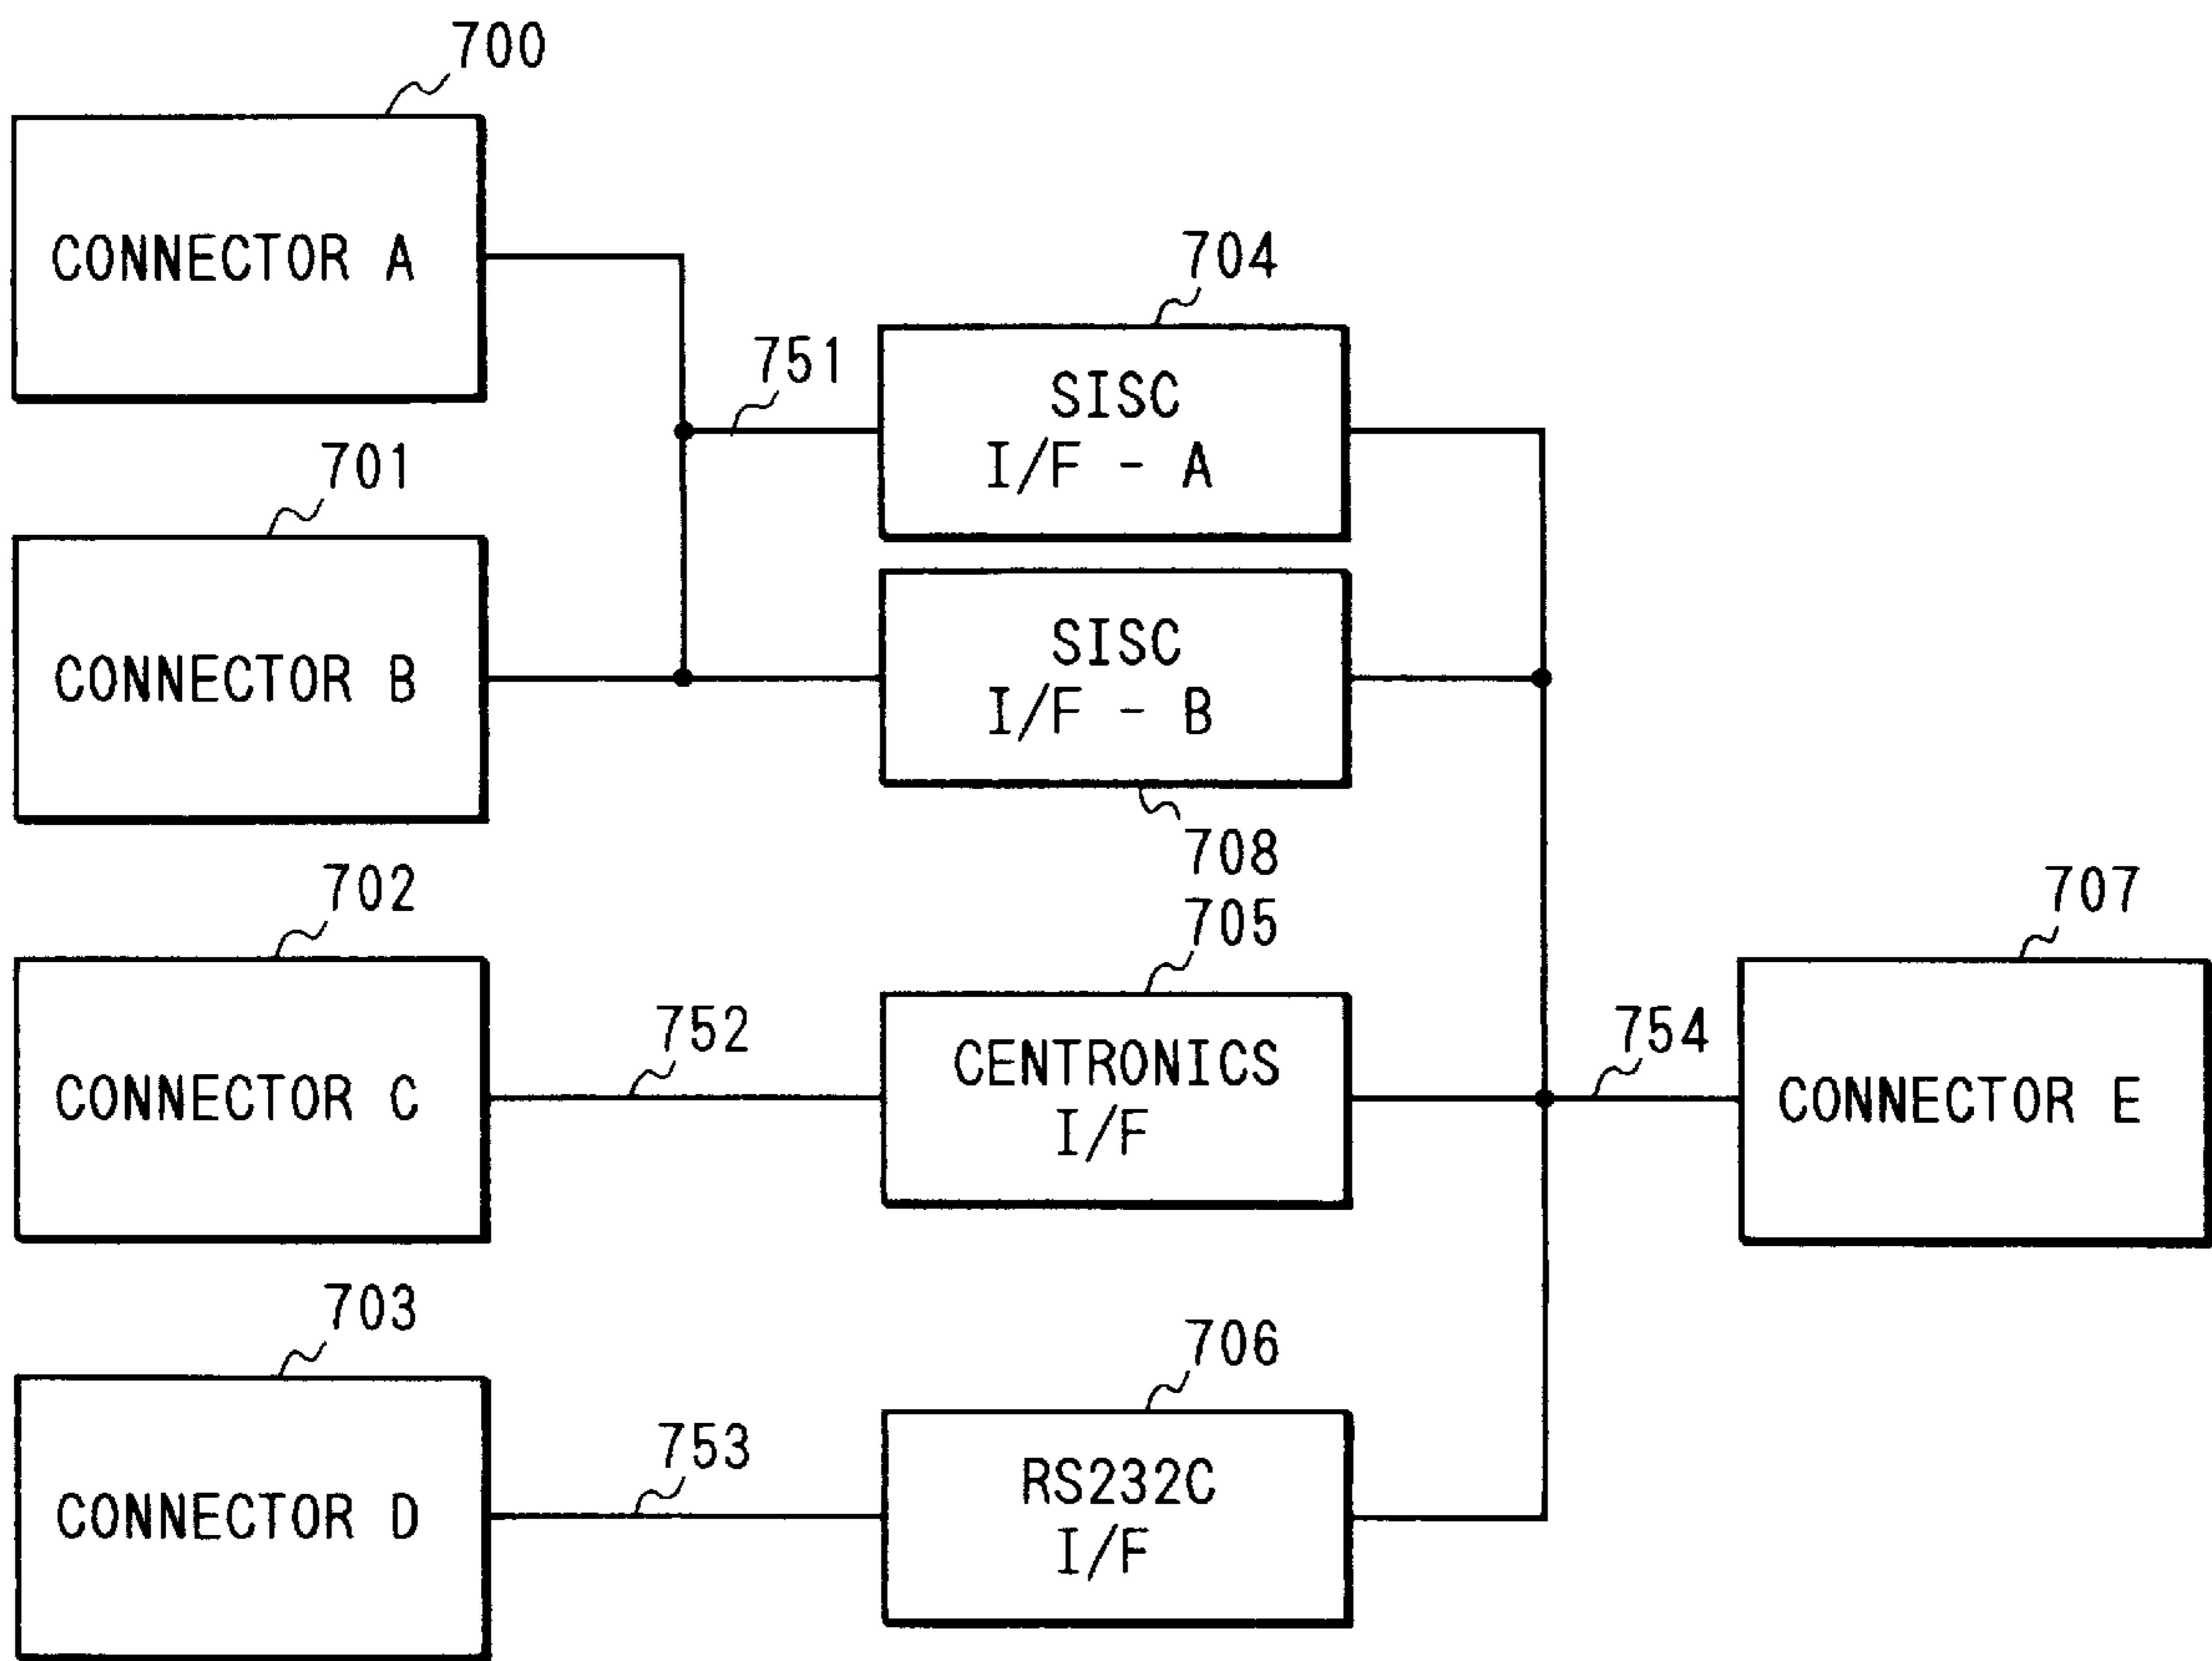 700
CONNECTOR A
704
751
SISC
I/F - A
701
CONNECTOR B
SISC
I/F - B
708
702
705
707
CONNECTOR C
752
CENTRONICS
I/F
754
CONNECTOR E
703
706
CONNECTOR D
753
RS232C
I/F